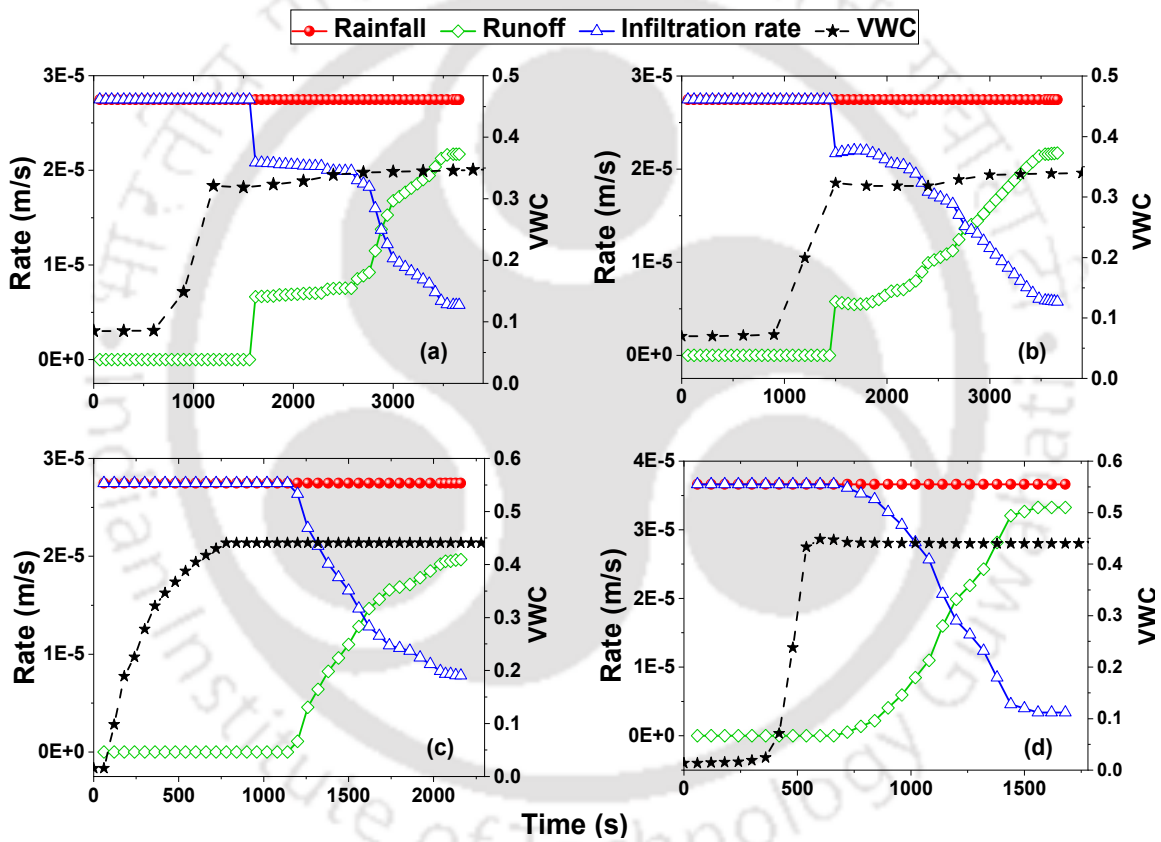 Rainfall Runoff Infiltration rate VWC
3E-5
2E-5
1E-5
0E+0
Rate (m/s)
0.5
0.4
0.3
0.2
0.1
0.0
VWC
(a)
0 1000 2000 3000
3E-5
2E-5
1E-5
0E+0
Rate (m/s)
0.5
0.4
0.3
0.2
0.1
0.0
VWC
(b)
0 1000 2000 3000
3E-5
2E-5
1E-5
0E+0
Rate (m/s)
0.6
0.5
0.4
0.3
0.2
0.1
0.0
VWC
(c)
0 500 1000 1500 2000
4E-5
3E-5
2E-5
1E-5
0E+0
Rate (m/s)
0.6
0.5
0.4
0.3
0.2
0.1
0.0
VWC
(d)
0 500 1000 1500
Time (s)
Indian Institute of Technology Guwahati